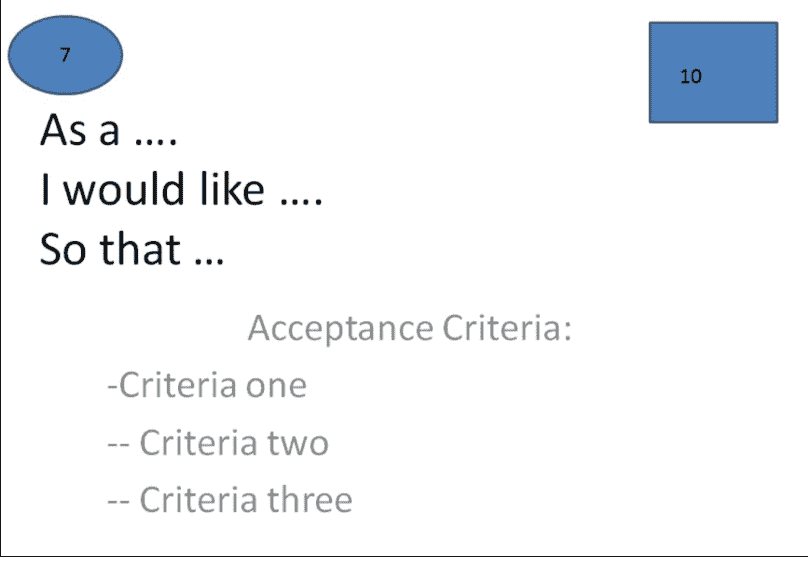 7
10
As a ....
I would like ....
So that ...
Acceptance Criteria:
-Criteria one
-- Criteria two
-- Criteria three